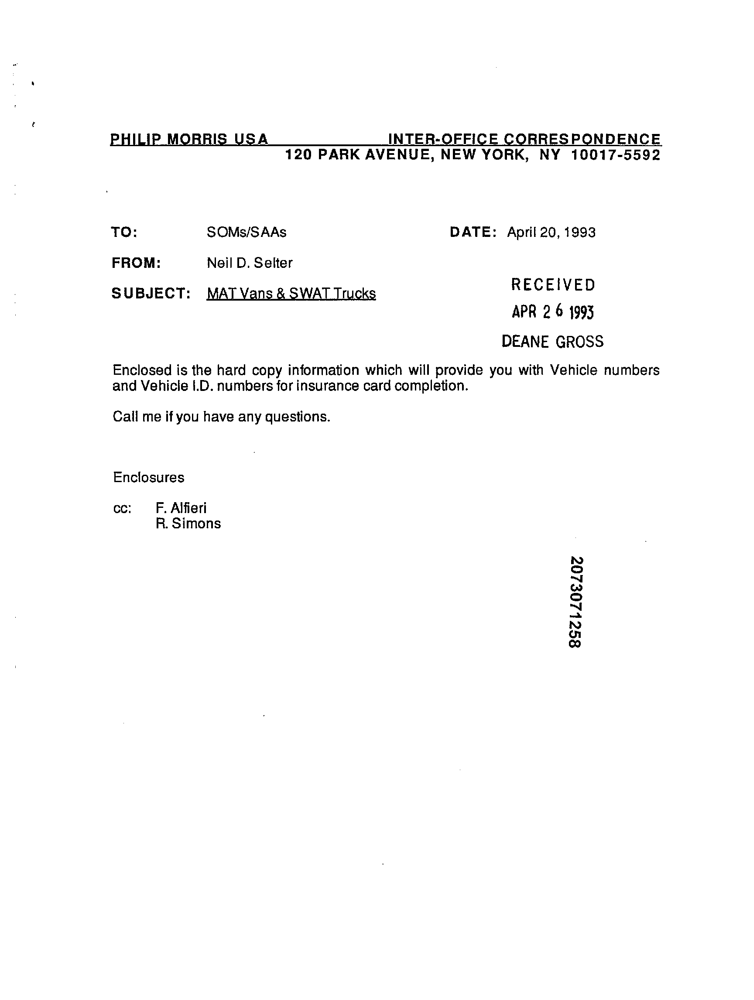 PHILIP MORRIS USA INTER-OFFICE CORRESPONDENCE
120 PARK AVENUE, NEW YORK, NY 10017-5592
TO: SOMs/SAAs DATE: April 20, 1993
FROM: Neil D. Selter
SUBJECT: MAT Vans & SWAT Trucks
RECEIVED
APR 26 1993
DEANE GROSS
Enclosed is the hard copy information which will provide you with Vehicle numbers
and Vehicle I.D. numbers for insurance card completion.
Call me if you have any questions.
Enclosures
cc: F. Alfieri
R. Simons
2073071258